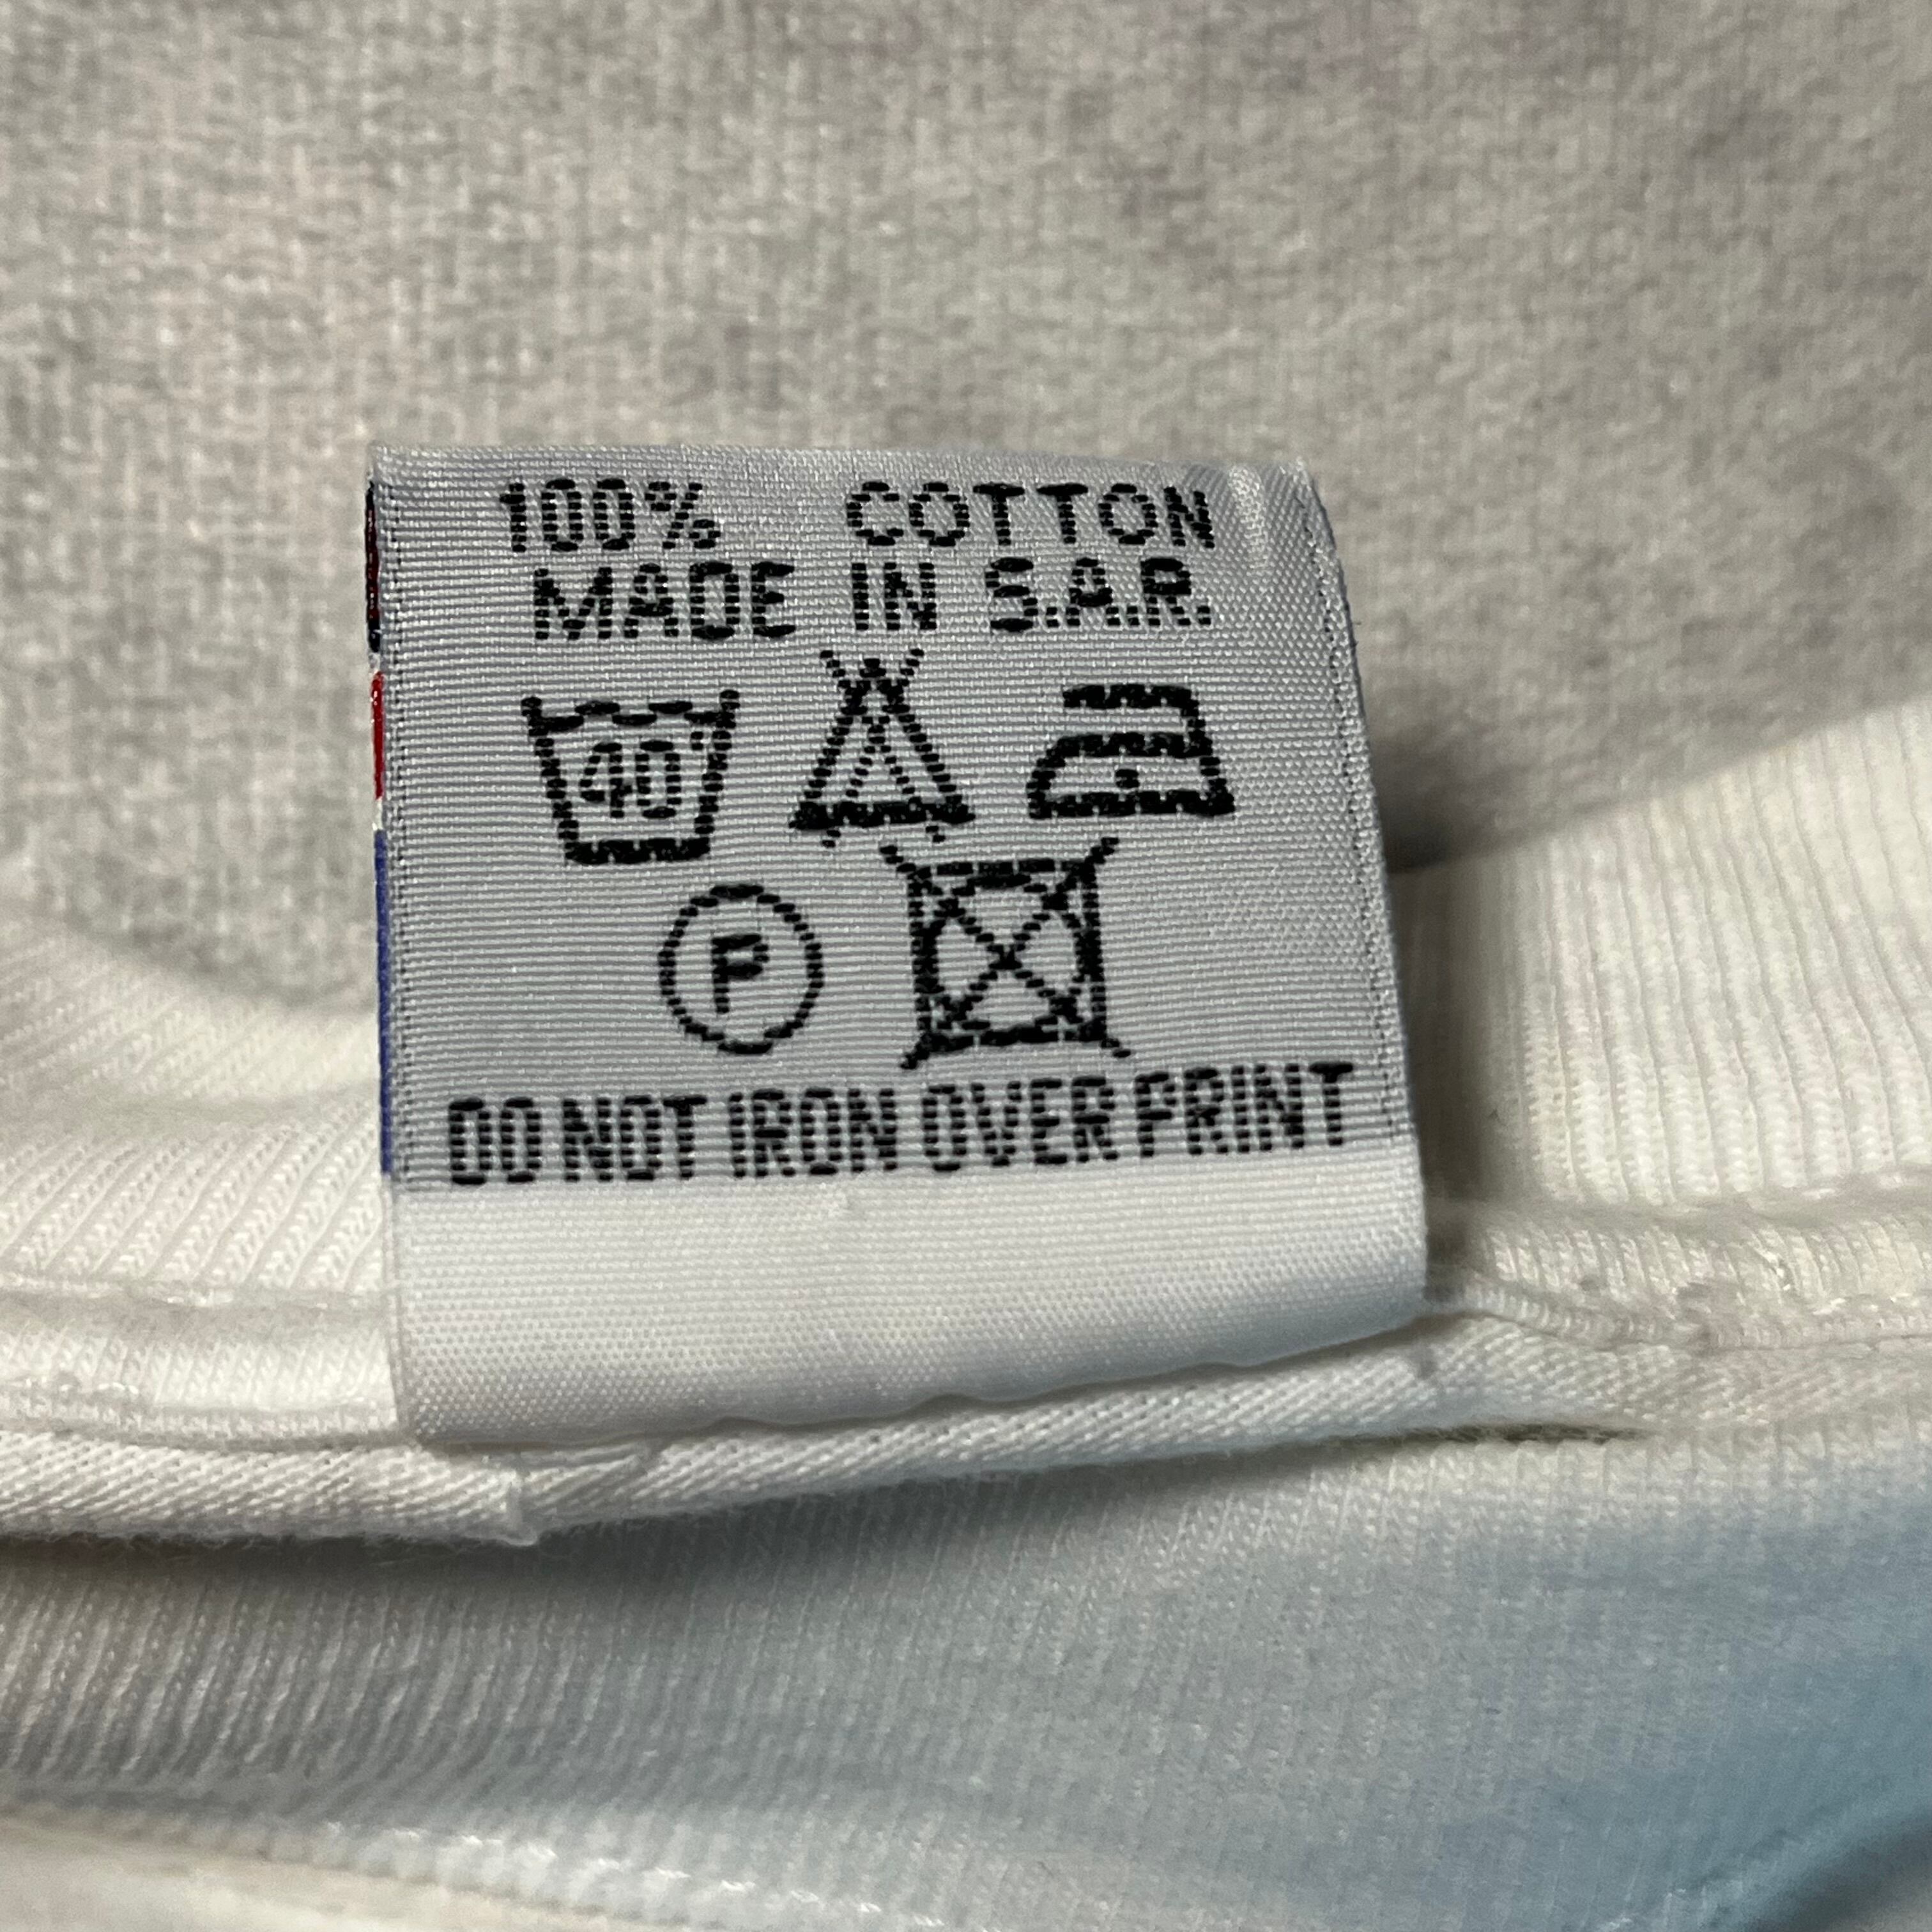 100% COTTON
MADE IN S.A.R.
40°
P
DO NOT IRON OVER PRINT